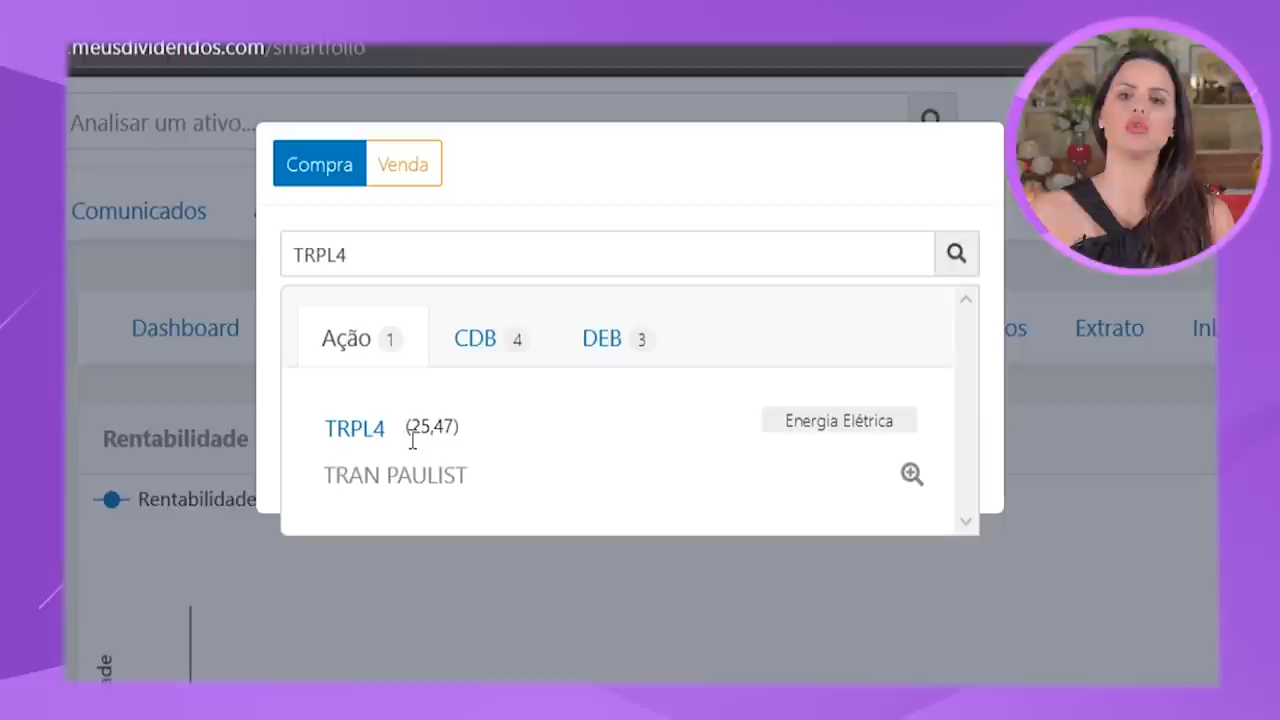 .meusdividendos.com/smartfolio
Analisar um ativo...
Compra Venda
Comunicados
TRPL4
Dashboard
Ação 1 CDB 4 DEB 3
Extrato
TRPL4 (25,47)
Energia Elétrica
Rentabilidade
TRAN PAULIST
Rentabilidade